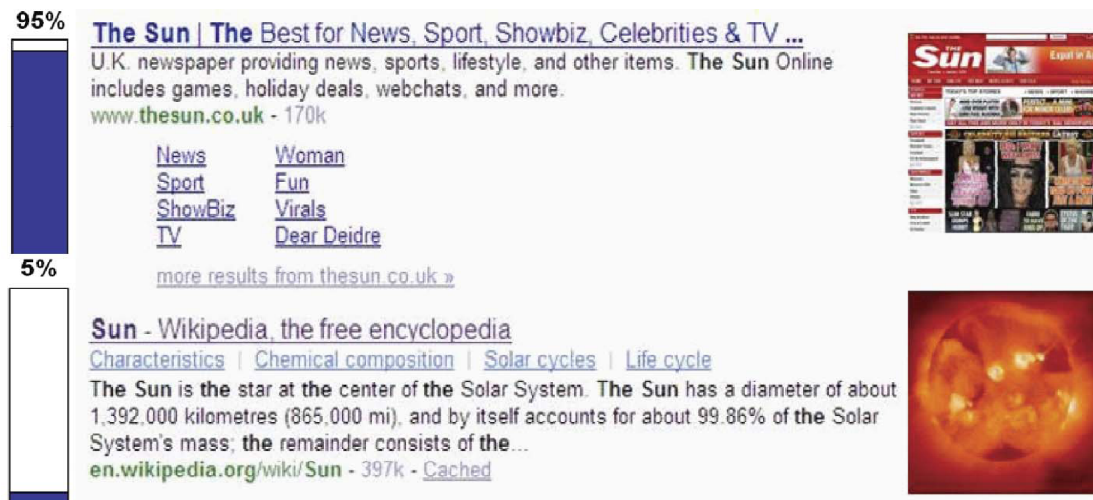 95%
The Sun | The Best for News, Sport, Showbiz, Celebrities & TV ...
U.K. newspaper providing news, sports, lifestyle, and other items. The Sun Online
includes games, holiday deals, webchats, and more.
www.thesun.co.uk - 170k
News Woman
Sport Fun
ShowBiz Virals
TV Dear Deidre
more results from thesun.co.uk »
THE
Sun
TODAY'S TOP STORIES
5%
Sun - Wikipedia, the free encyclopedia
Characteristics | Chemical composition | Solar cycles | Life cycle
The Sun is the star at the center of the Solar System. The Sun has a diameter of about
1,392,000 kilometres (865,000 mi), and by itself accounts for about 99.86% of the Solar
System's mass; the remainder consists of the...
en.wikipedia.org/wiki/Sun - 397k - Cached